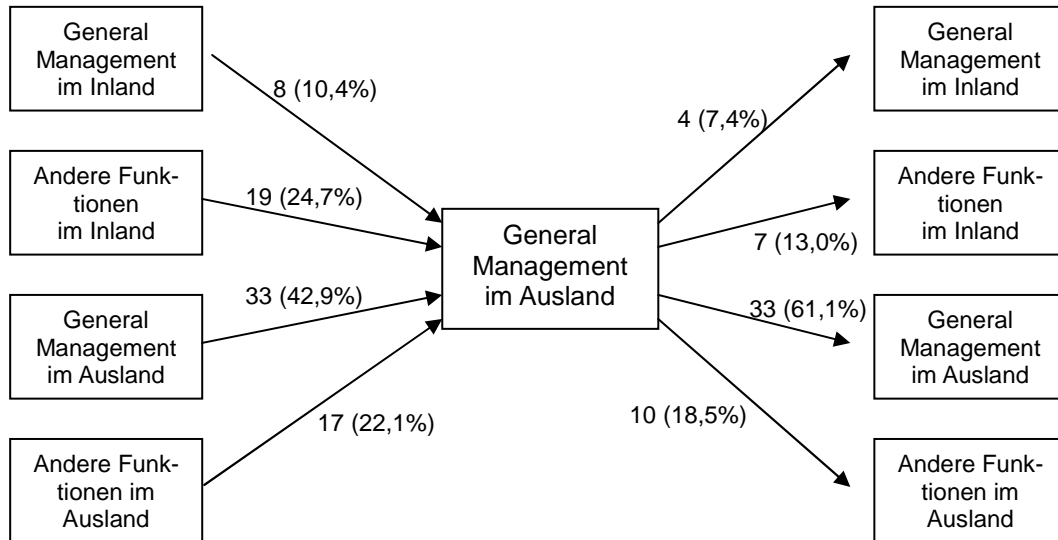 General
Management
im Inland
8 (10,4%)
Andere Funk-
tionen
im Inland
19 (24,7%)
General
Management
im Ausland
33 (42,9%)
Andere Funk-
tionen im
Ausland
17 (22,1%)
General
Management
im Ausland
4 (7,4%)
General
Management
im Inland
7 (13,0%)
Andere Funk-
tionen
im Inland
33 (61,1%)
General
Management
im Ausland
10 (18,5%)
Andere Funk-
tionen im
Ausland